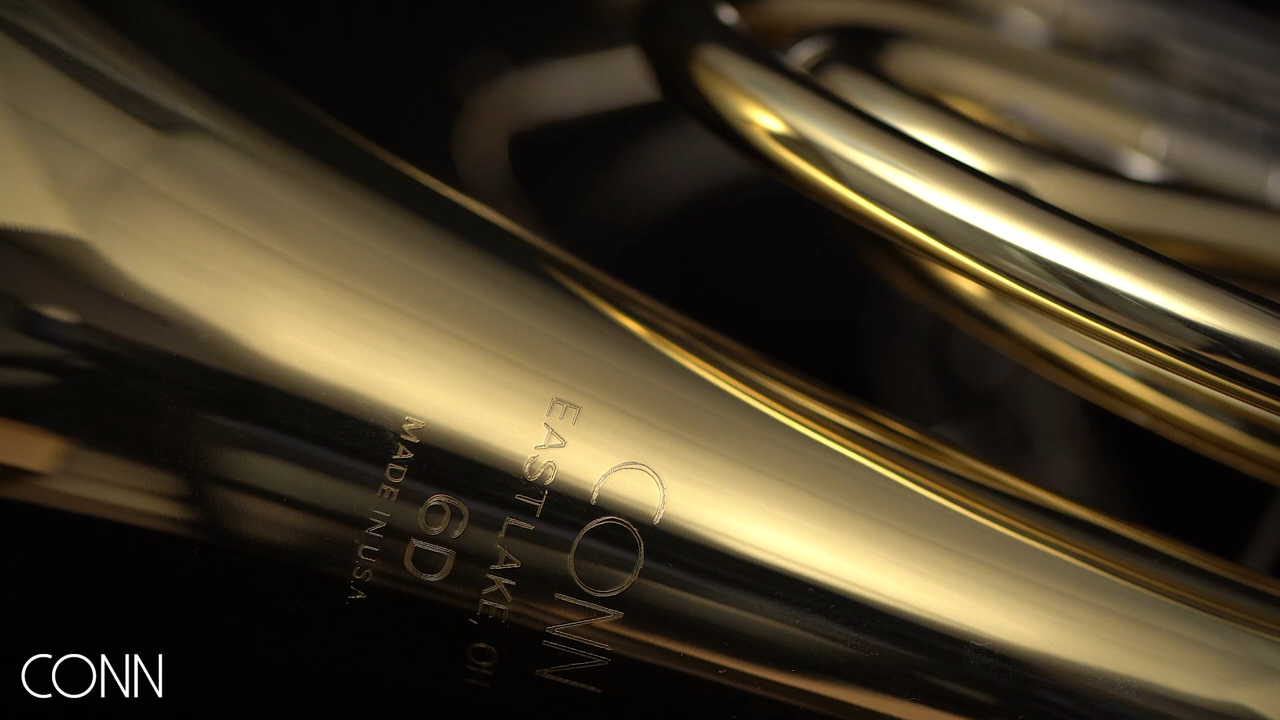 CONN
EASTLAKE, OH
6D
MADE IN U.S.A.
CONN